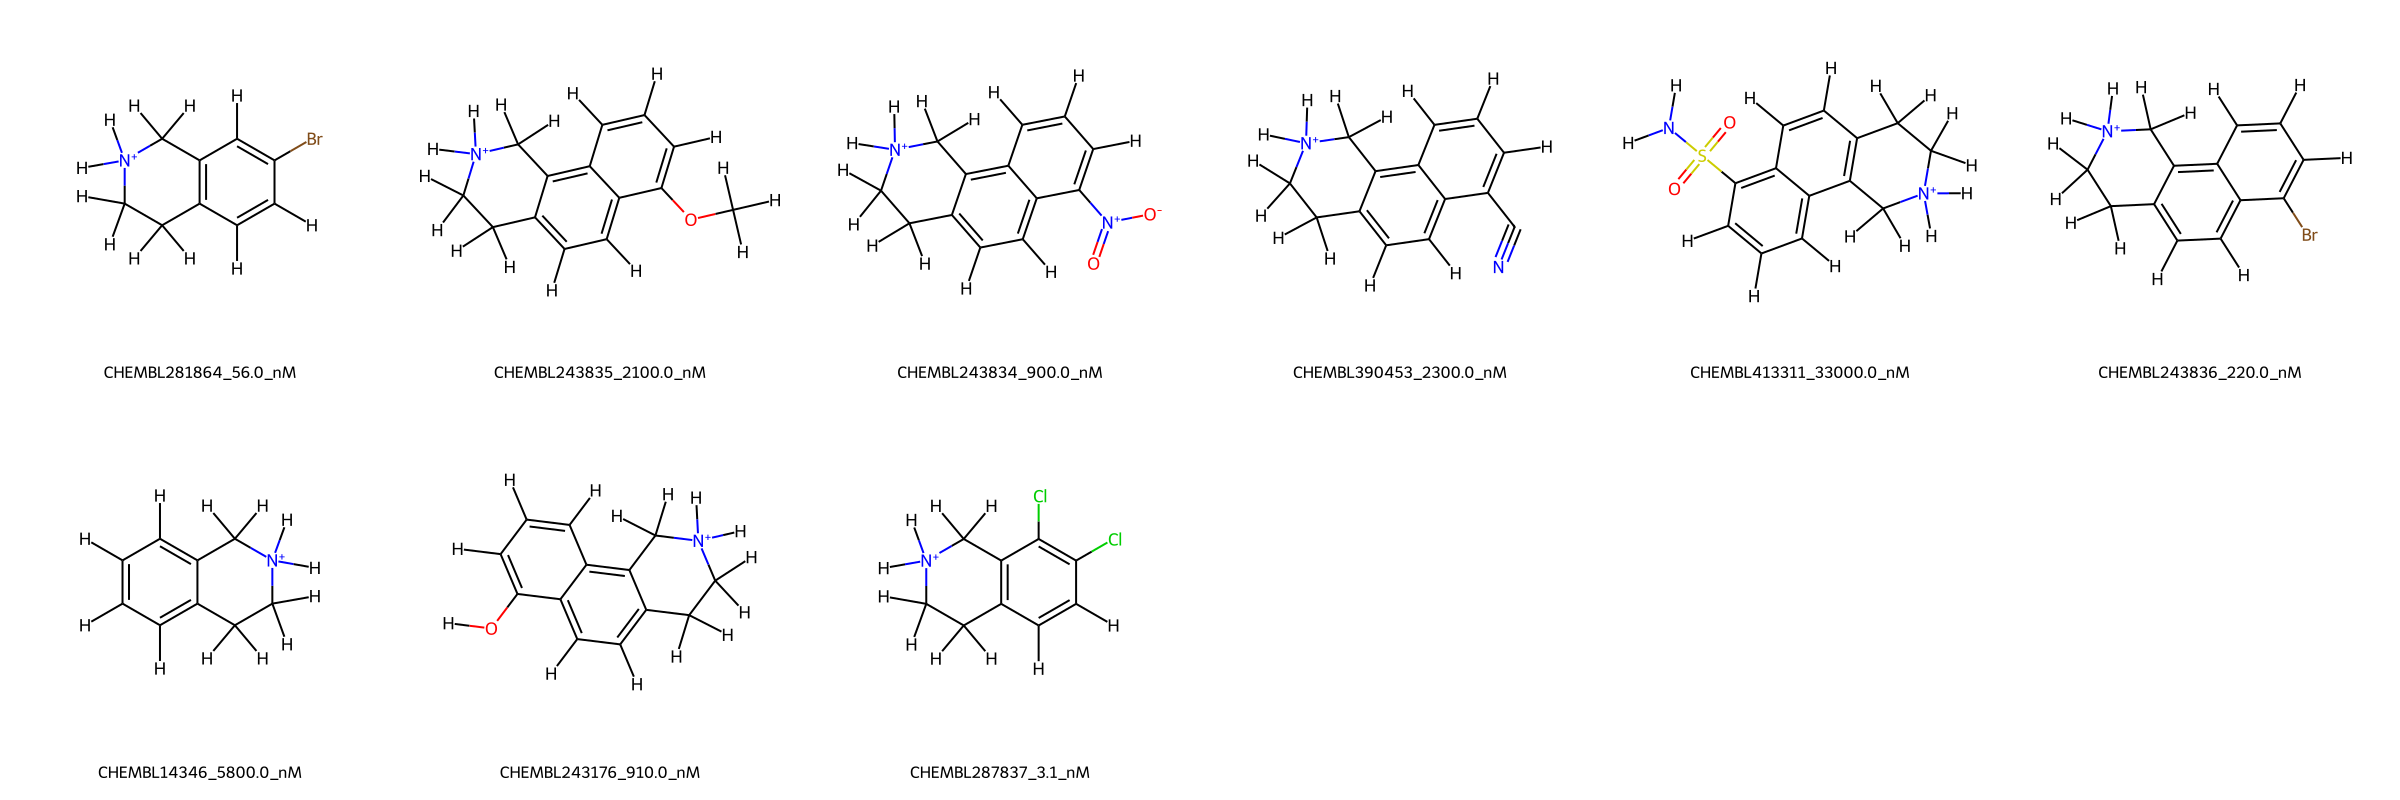 CHEMBL281864_56.0_nM
CHEMBL243835_2100.0_nM
CHEMBL243834_900.0_nM
CHEMBL390453_2300.0_nM
CHEMBL413311_33000.0_nM
CHEMBL243836_220.0_nM
CHEMBL14346_5800.0_nM
CHEMBL243176_910.0_nM
CHEMBL287837_3.1_nM